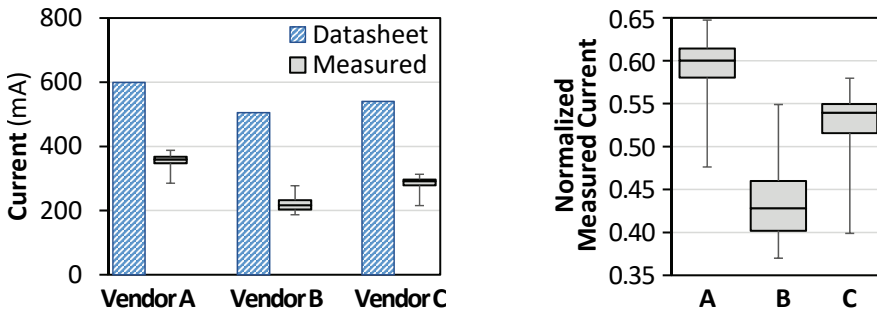 Current (mA)
800
600
400
200
0
Datasheet
Measured
Vendor A
Vendor B
Vendor C
Normalized
Measured Current
0.65
0.60
0.55
0.50
0.45
0.40
0.35
A
B
C